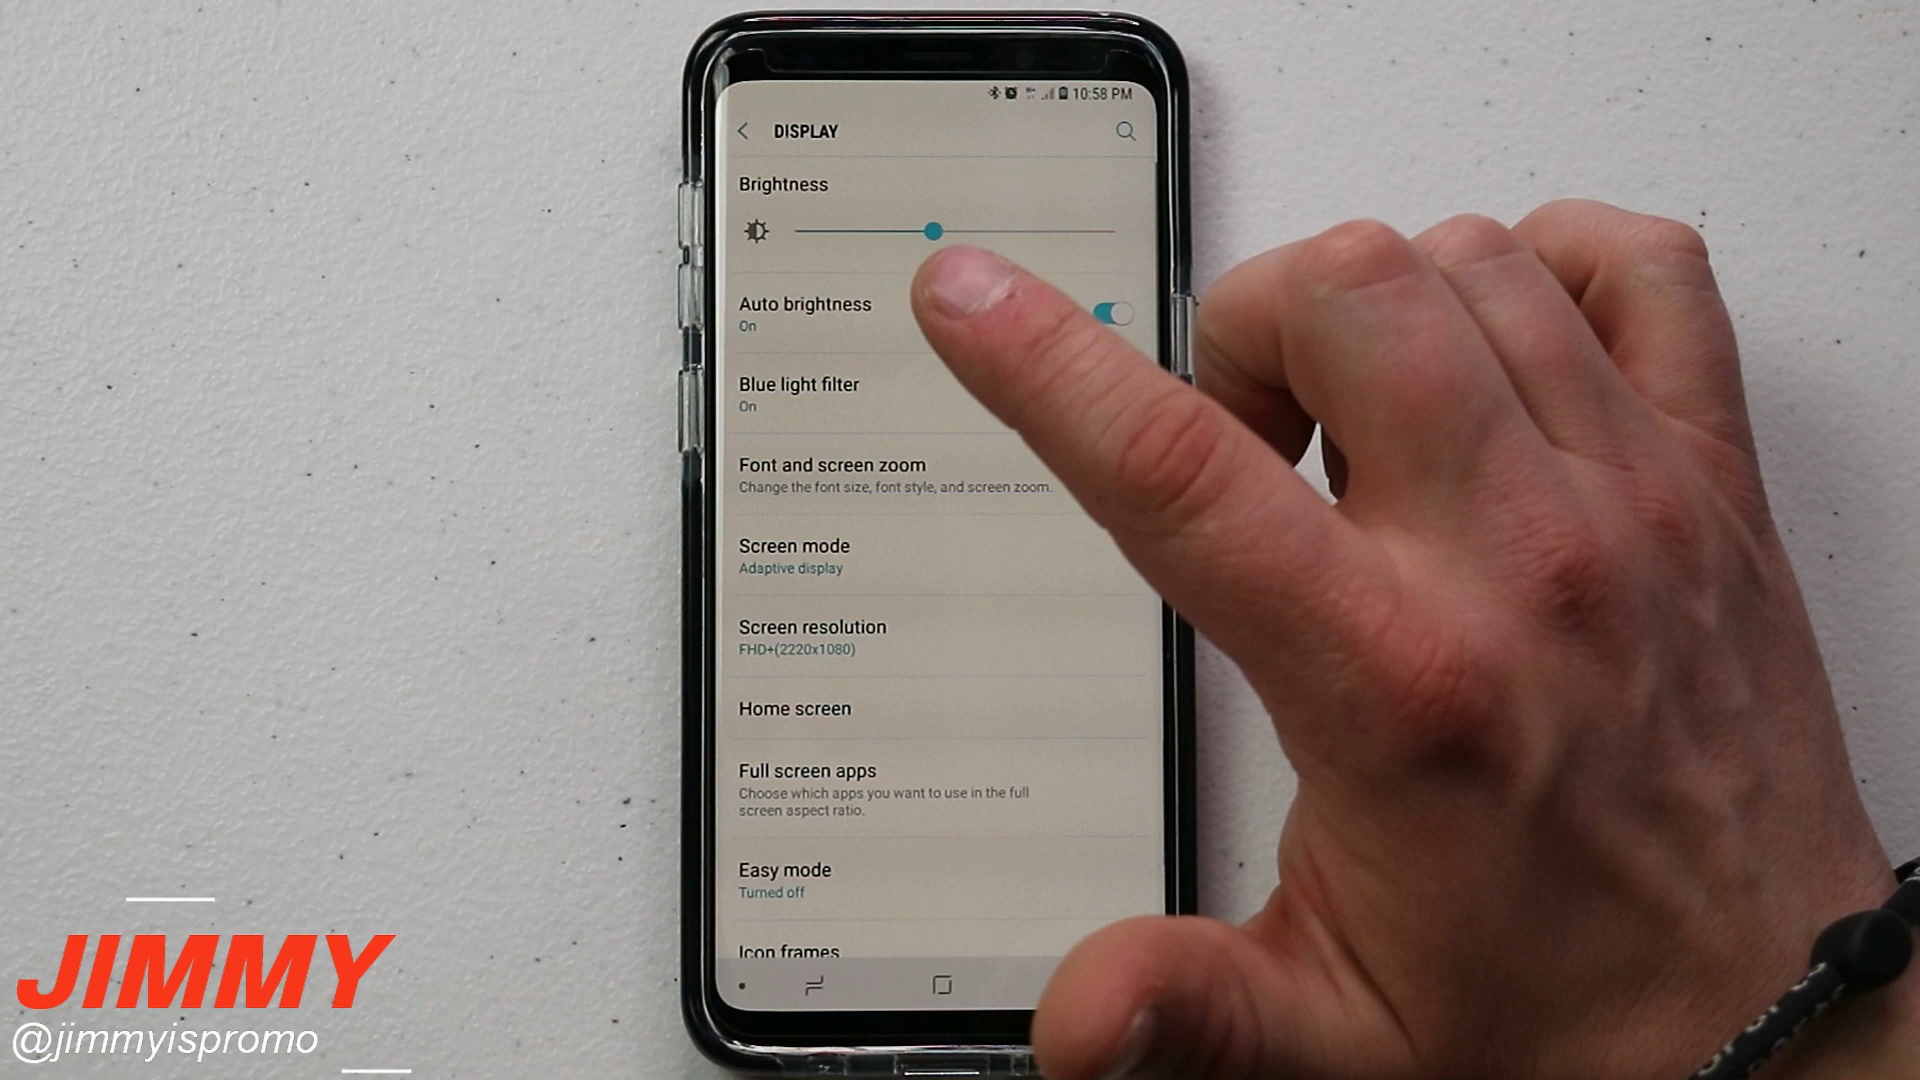 10:58 PM
DISPLAY
Brightness
Auto brightness
On
Blue light filter
On
Font and screen zoom
Change the font size, font style, and screen zoom.
Screen mode
Adaptive display
Screen resolution
FHD+(2220x1080)
Home screen
Full screen apps
Choose which apps you want to use in the full
screen aspect ratio.
Easy mode
Turned off
Icon frames
JIMMY
@jimmyispromo